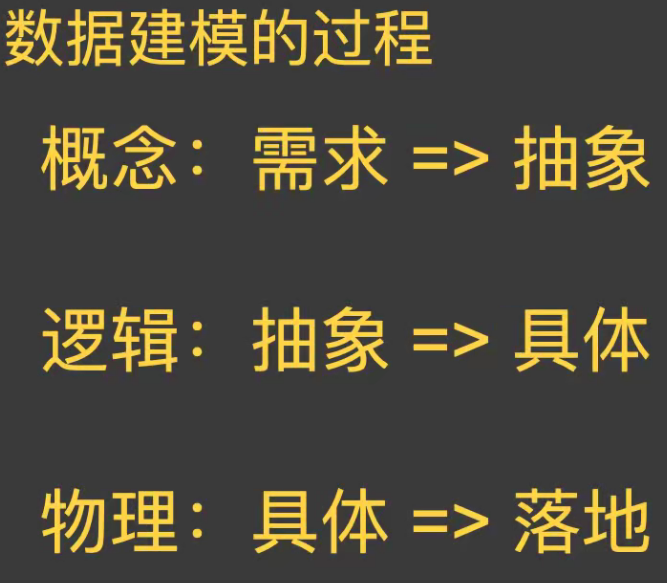 数据建模的过程
概念：需求 => 抽象
逻辑：抽象 => 具体
物理：具体 => 落地